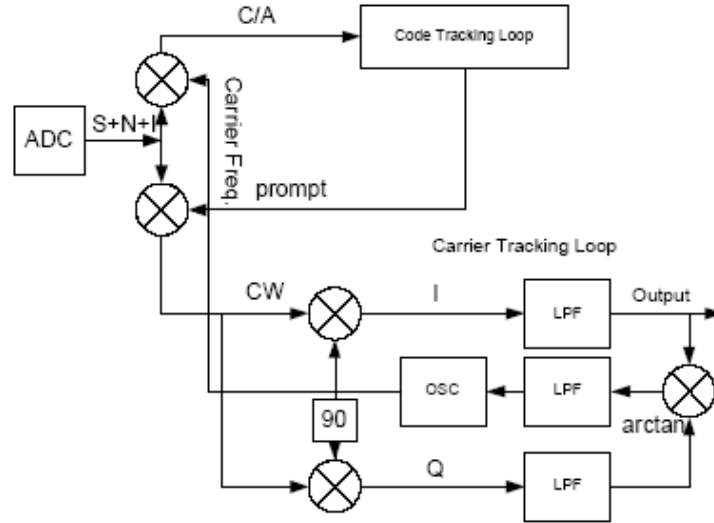 C/A
Code Tracking Loop
ADC
S+N+I
Carrier Freq.
prompt
Carrier Tracking Loop
CW
I
LPF
Output
OSC
LPF
arctan
90
Q
LPF